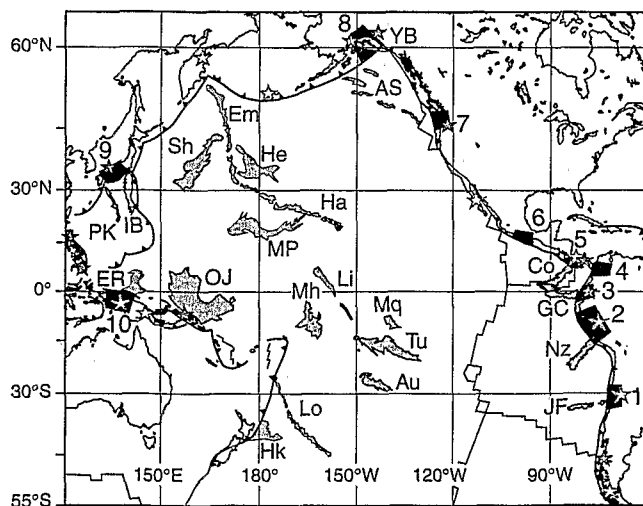 8
YB
60°N
AS
Em
7
9
Sh
He
30°N
6
Ha
PK
IB
MP
5
Co
4
ER
OJ
Li
0°
Mh
Mq
GC
3
10
2
Tu
Nz
Au
30°S
Lo
JF
1
Hk
55°S
150°E
180°
150°W
120°W
90°W